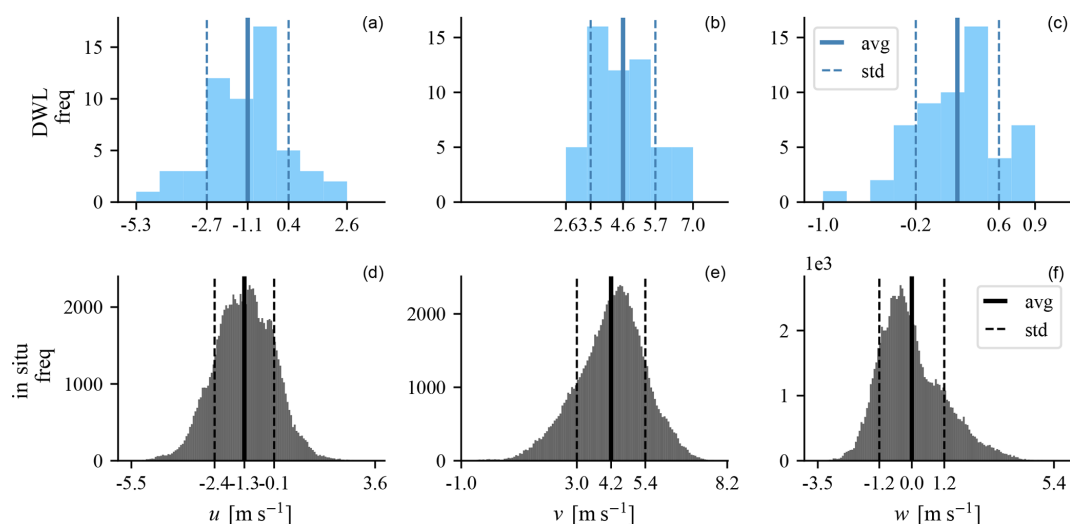 (a)
DWL
freq
15
10
5
0
-5.3 -2.7 -1.1 0.4 2.6
(b)
15
10
5
0
2.6 3.5 4.6 5.7 7.0
(c)
avg
std
15
10
5
0
-1.0 -0.2 0.6 0.9
(d)
in situ
freq
2000
1000
0
-5.5 -2.4 -1.3 -0.1 3.6
u [m s⁻¹]
(e)
2000
1000
0
-1.0 3.0 4.2 5.4 8.2
v [m s⁻¹]
1e3
(f)
avg
std
2
1
0
-3.5 -1.2 0.0 1.2 5.4
w [m s⁻¹]